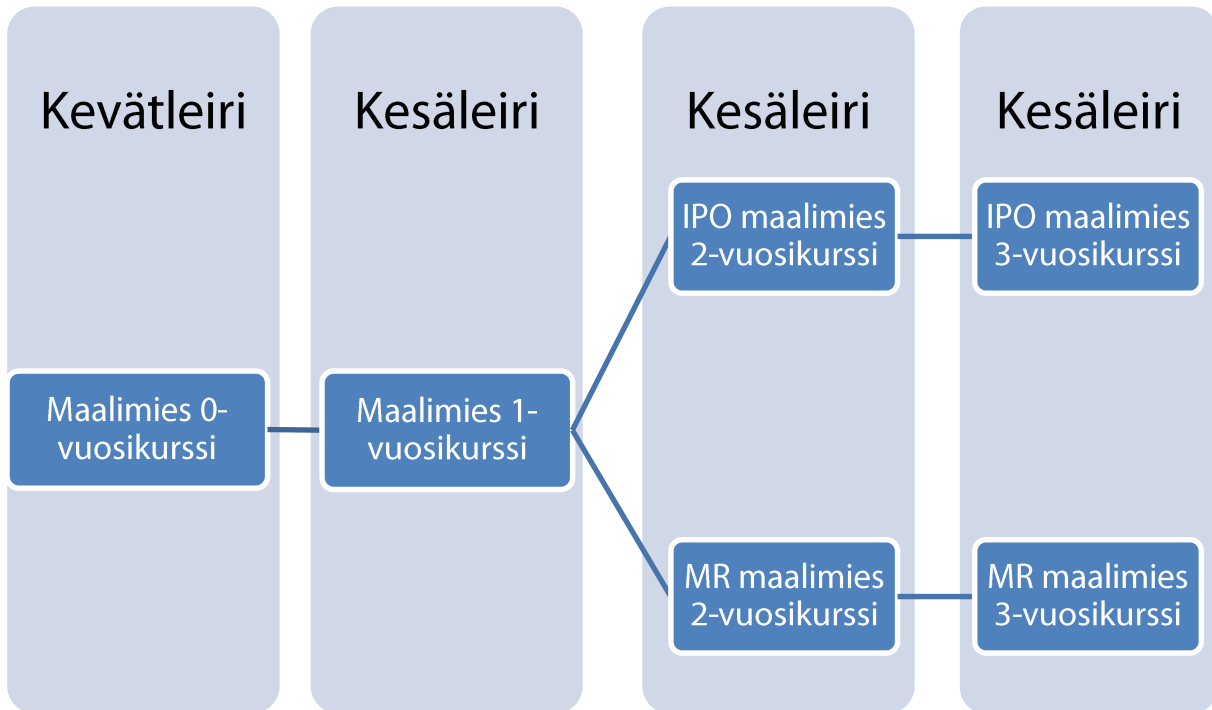 Kevätleiri
Kesäleiri
Kesäleiri
Kesäleiri
Maalimies 0-
vuosikurssi
Maalimies 1-
vuosikurssi
IPO maalimies
2-vuosikurssi
IPO maalimies
3-vuosikurssi
MR maalimies
2-vuosikurssi
MR maalimies
3-vuosikurssi